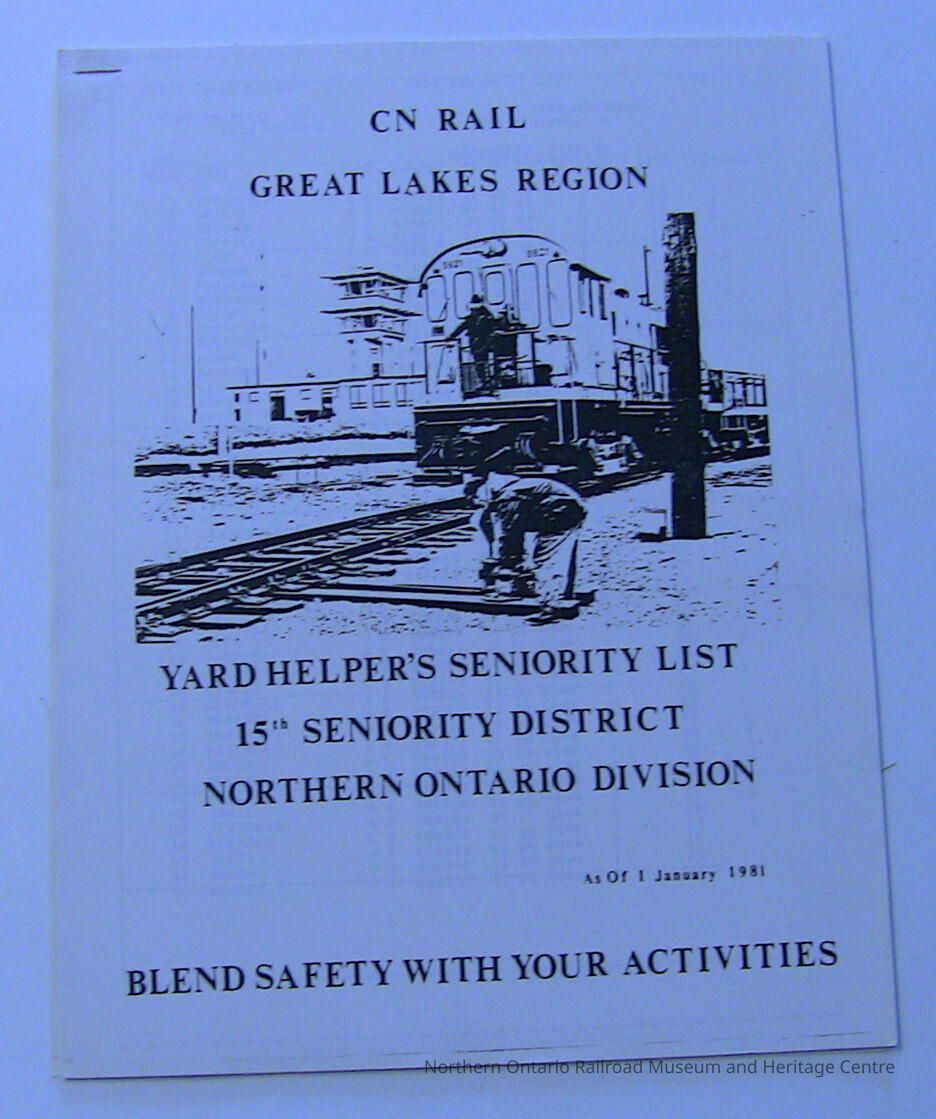 CN RAIL
GREAT LAKES REGION
YARD HELPER'S SENIORITY LIST
15th SENIORITY DISTRICT
NORTHERN ONTARIO DIVISION
As Of 1 January 1981
BLEND SAFETY WITH YOUR ACTIVITIES
Northern Ontario Railroad Museum and Heritage Centre